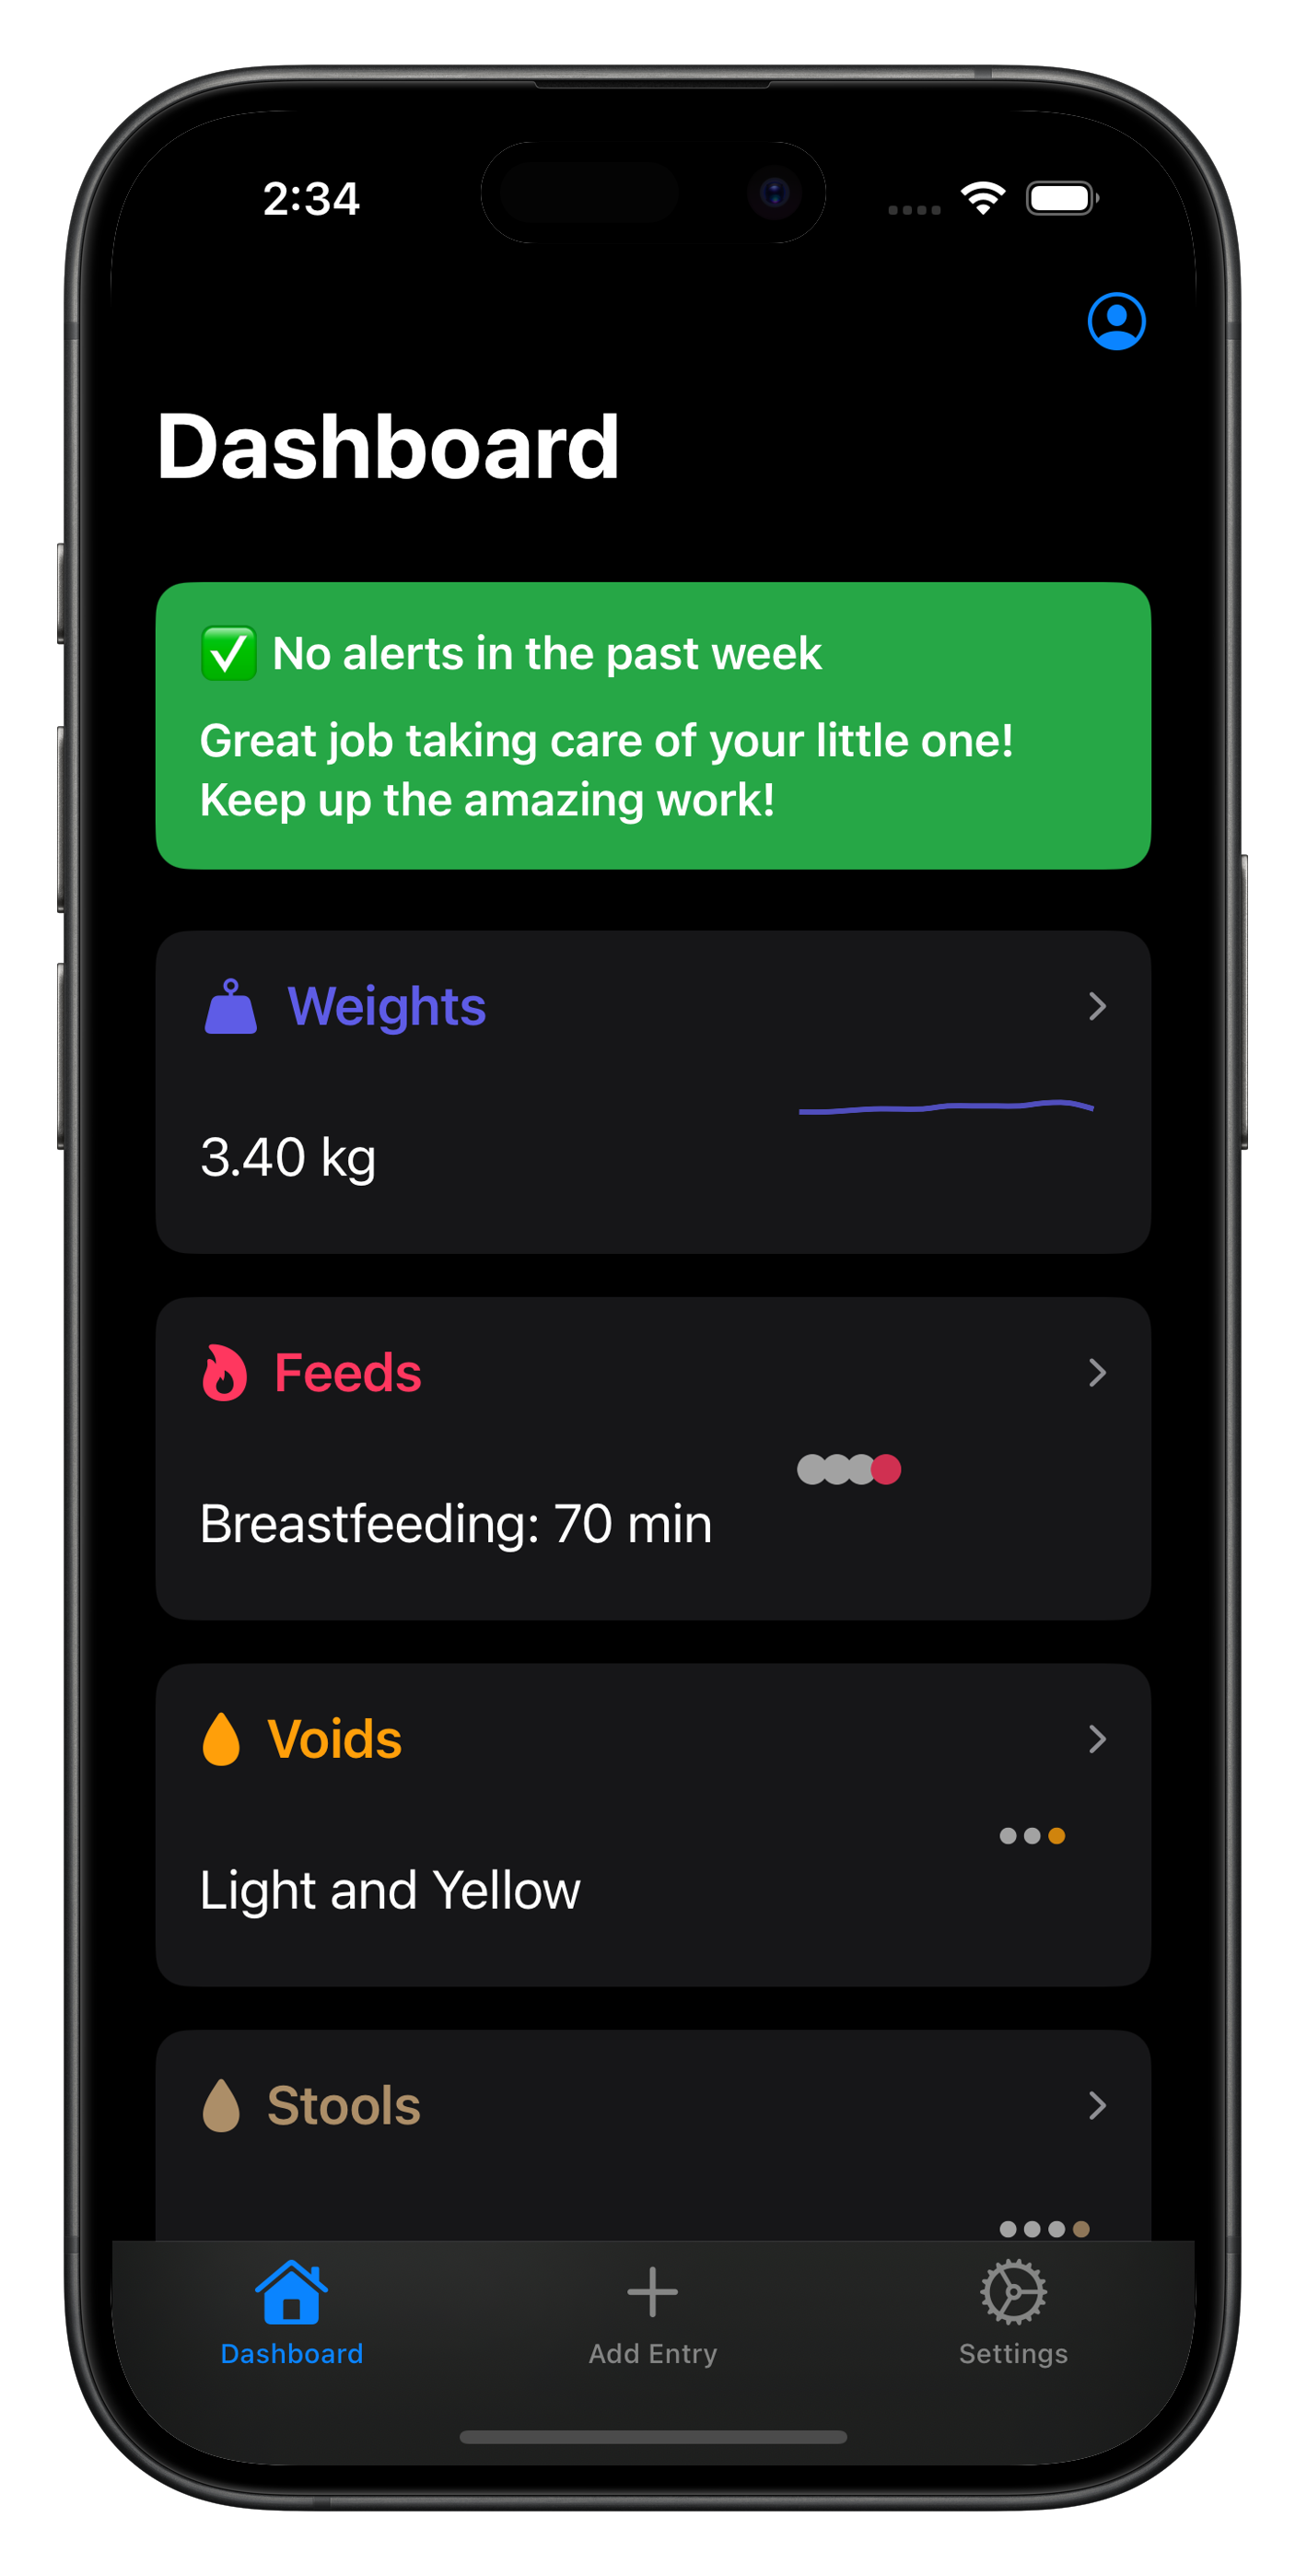 2:34
Dashboard
✅ No alerts in the past week
Great job taking care of your little one!
Keep up the amazing work!
Weights
3.40 kg
Feeds
Breastfeeding: 70 min
Voids
Light and Yellow
Stools
Dashboard
Add Entry
Settings